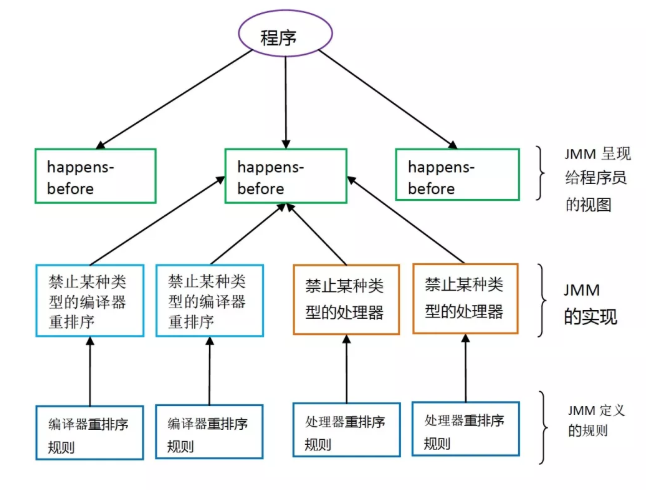 程序
happens-
before
happens-
before
happens-
before
JMM 呈现
给程序员
的视图
禁止某种类
型的编译器
重排序
禁止某种类
型的编译器
重排序
禁止某种类
型的处理器
禁止某种类
型的处理器
JMM
的实现
编译器重排序
规则
编译器重排序
规则
处理器重排序
规则
处理器重排序
规则
JMM 定义
的规则